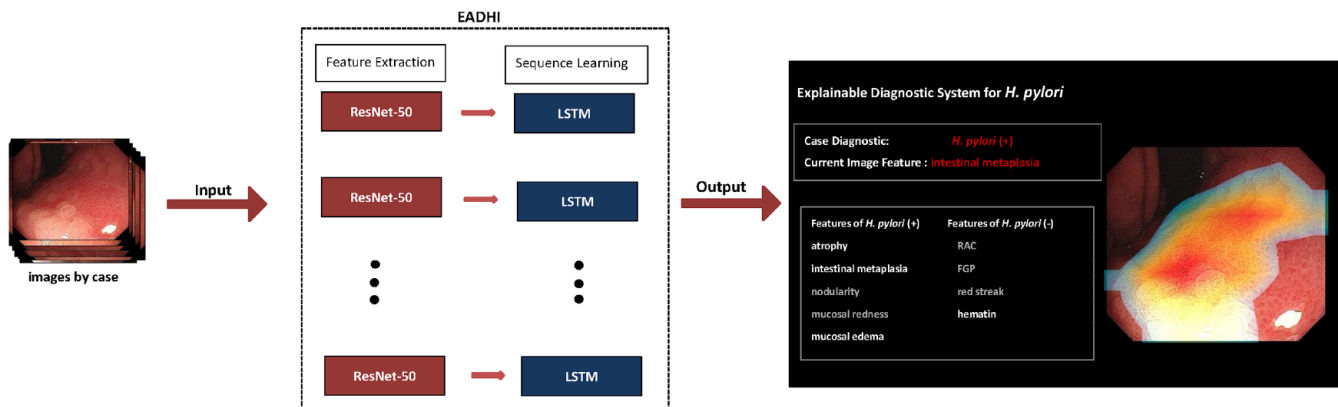 EADHI
Feature Extraction
Sequence Learning
ResNet-50
LSTM
ResNet-50
LSTM
ResNet-50
LSTM
images by case
Input
Output
Explainable Diagnostic System for H. pylori
Case Diagnostic: H. pylori (+)
Current Image Feature : intestinal metaplasia
Features of H. pylori (+) Features of H. pylori (-)
atrophy RAC
intestinal metaplasia FGP
nodularity red streak
mucosal redness hematin
mucosal edema